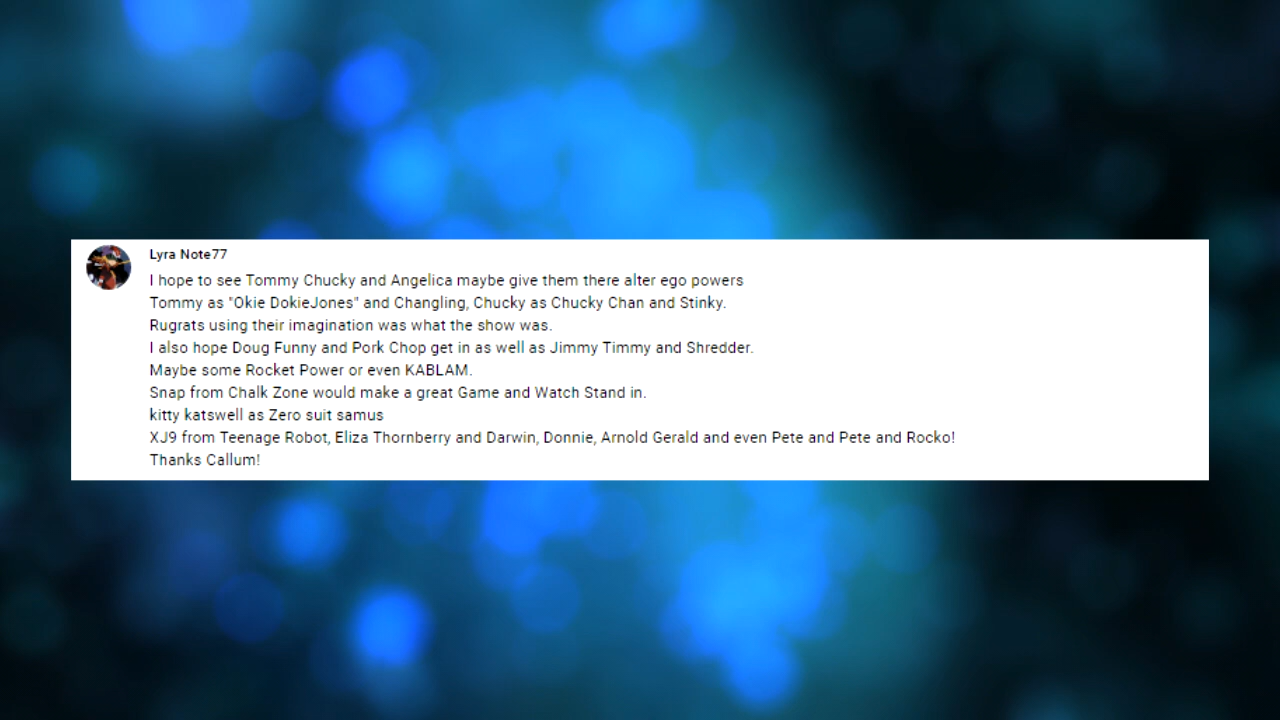 Lyra Note77
I hope to see Tommy Chucky and Angelica maybe give them there alter ego powers
Tommy as "Okie DokieJones" and Changling, Chucky as Chucky Chan and Stinky.
Rugrats using their imagination was what the show was.
I also hope Doug Funny and Pork Chop get in as well as Jimmy Timmy and Shredder.
Maybe some Rocket Power or even KABLAM.
Snap from Chalk Zone would make a great Game and Watch Stand in.
kitty katswell as Zero suit samus
XJ9 from Teenage Robot, Eliza Thornberry and Darwin, Donnie, Arnold Gerald and even Pete and Pete and Rocko!
Thanks Callum!